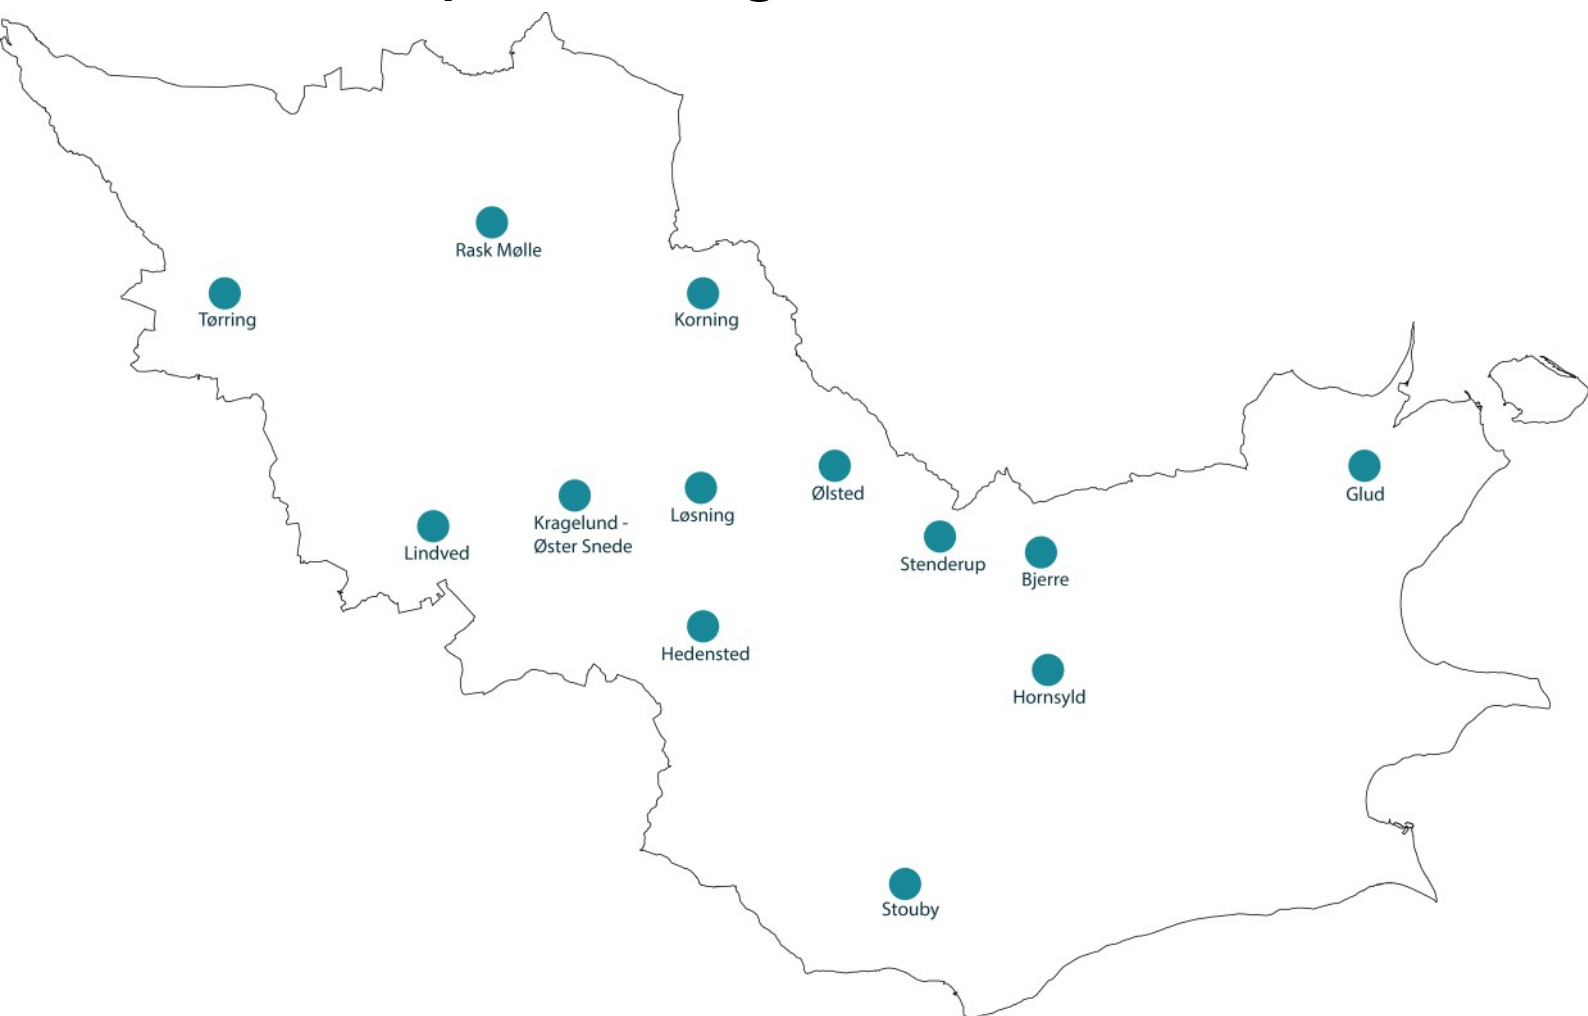 Rask Mølle
Tørring
Korning
Ølsted
Glud
Løsning
Kragelund -
Øster Snede
Lindved
Stenderup
Bjerre
Hedensted
Hornsyld
Stouby